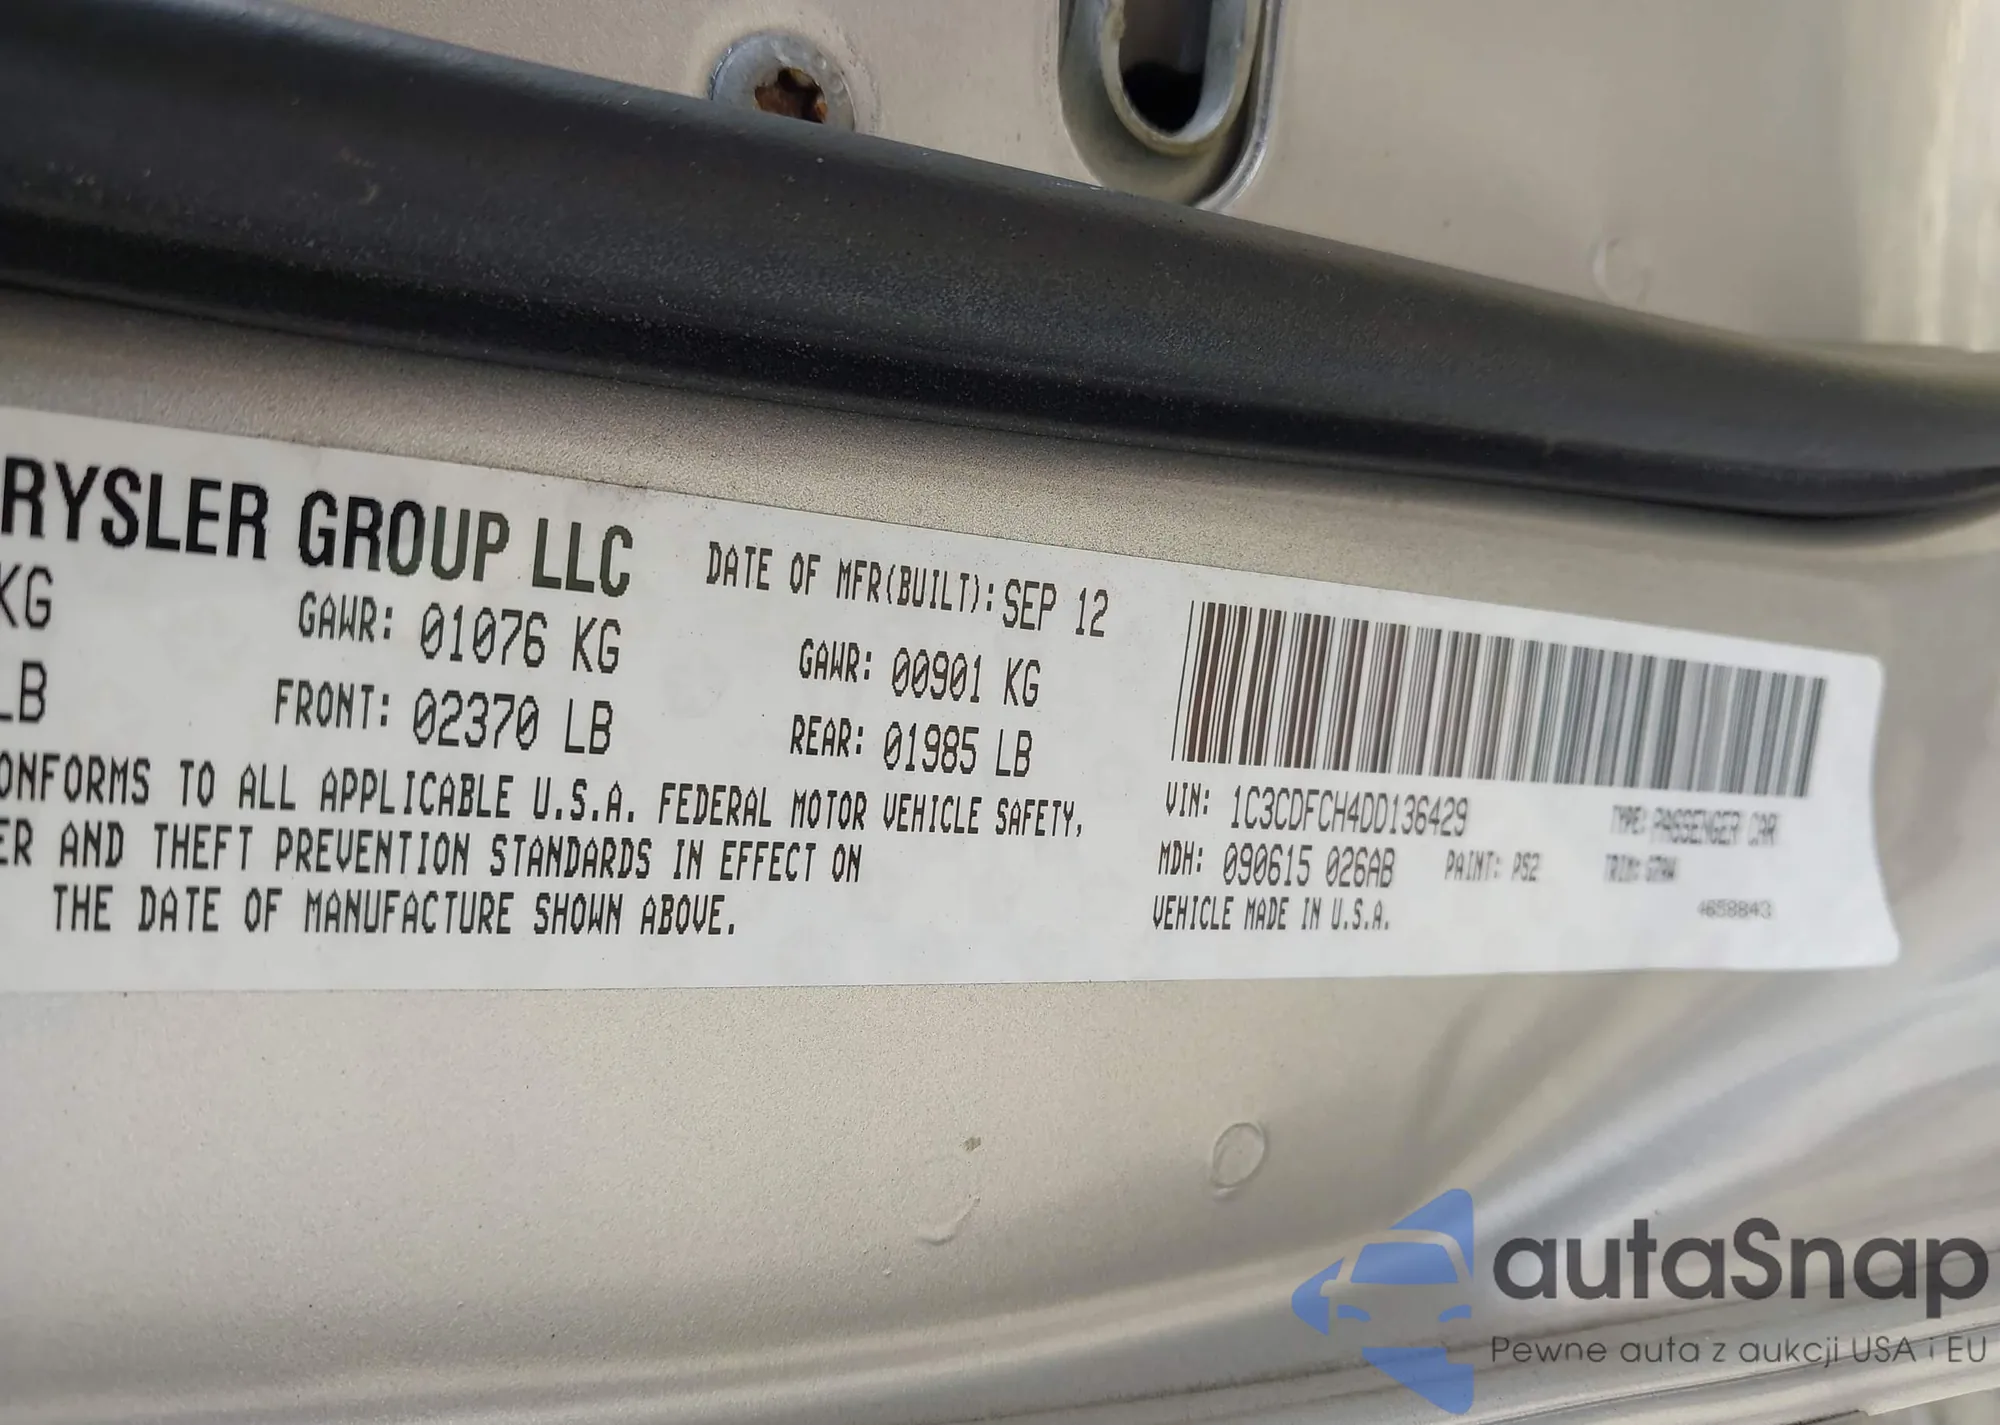 RYSLER GROUP LLC DATE OF MFR(BUILT): SEP 12
KG GAWR: 01076 KG GAWR: 00901 KG
LB FRONT: 02370 LB REAR: 01985 LB
ONFORMS TO ALL APPLICABLE U.S.A. FEDERAL MOTOR VEHICLE SAFETY,
ER AND THEFT PREVENTION STANDARDS IN EFFECT ON
THE DATE OF MANUFACTURE SHOWN ABOVE.
VIN: 1C3CDFCH4DD136429 TYPE: PASSENGER CAR
MDH: 090615 026AB PAINT: PS2 TRIM:
VEHICLE MADE IN U.S.A. 4658843
autaSnap
Pewne auta z aukcji USA i EU